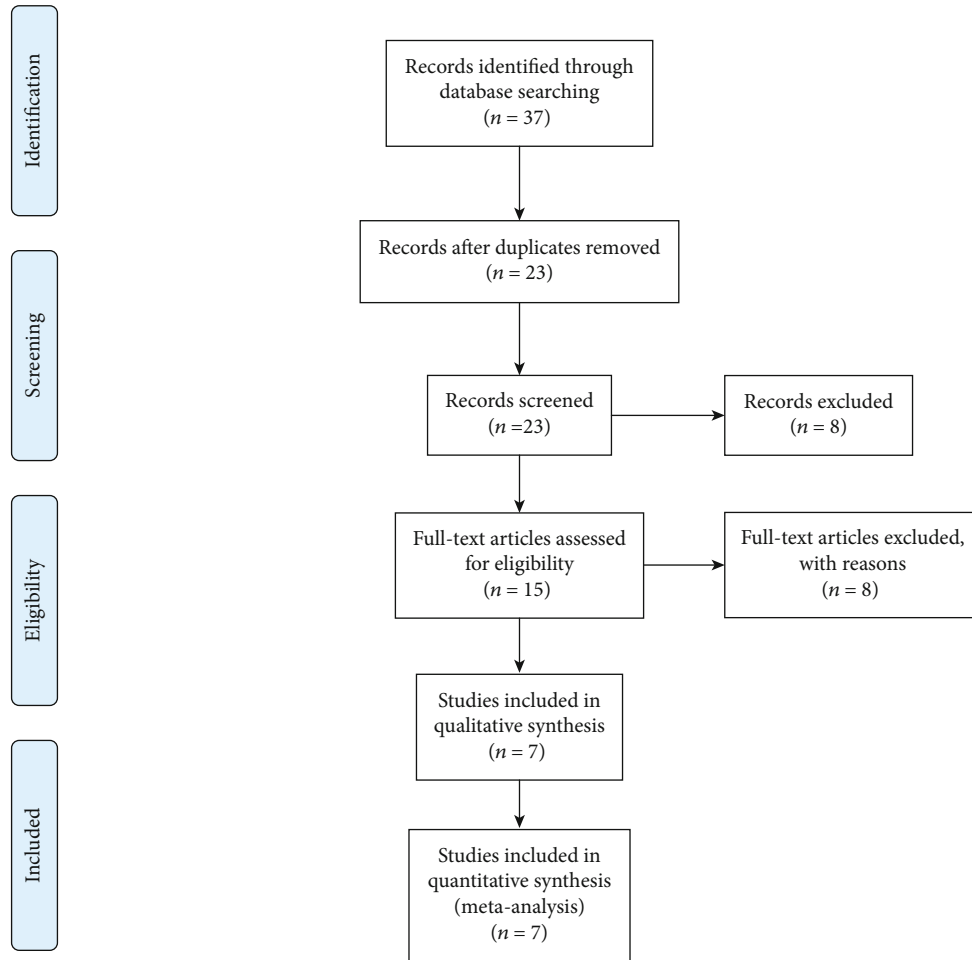 Identification
Records identified through
database searching
(n = 37)
Records after duplicates removed
(n = 23)
Screening
Records screened
(n =23)
Records excluded
(n = 8)
Eligibility
Full-text articles assessed
for eligibility
(n = 15)
Full-text articles excluded,
with reasons
(n = 8)
Studies included in
qualitative synthesis
(n = 7)
Included
Studies included in
quantitative synthesis
(meta-analysis)
(n = 7)